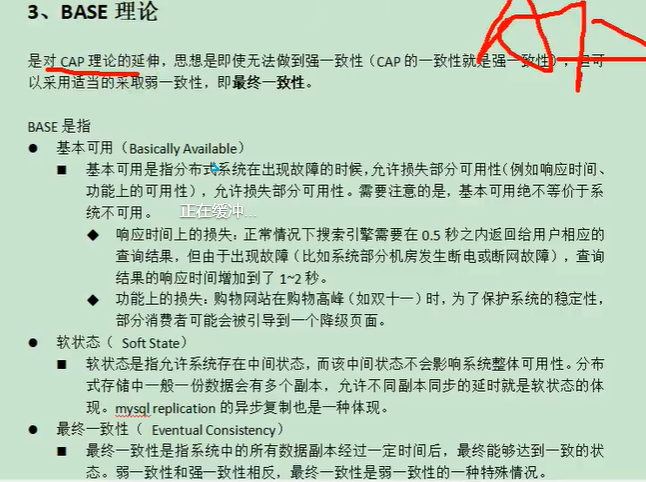 3、BASE 理论
是对 CAP 理论的延伸，思想是即使无法做到强一致性（CAP 的一致性就是强一致性），但可
以采用适当的采取弱一致性，即最终一致性。
BASE 是指
● 基本可用（Basically Available）
■ 基本可用是指分布式系统在出现故障的时候，允许损失部分可用性（例如响应时间、
功能上的可用性），允许损失部分可用性。需要注意的是，基本可用绝不等价于系
统不可用。
正在缓冲...
◆ 响应时间上的损失：正常情况下搜索引擎需要在 0.5 秒之内返回给用户相应的
查询结果，但由于出现故障（比如系统部分机房发生断电或断网故障），查询
结果的响应时间增加到了 1~2 秒。
◆ 功能上的损失：购物网站在购物高峰（如双十一）时，为了保护系统的稳定性，
部分消费者可能会被引导到一个降级页面。
● 软状态（ Soft State）
■ 软状态是指允许系统存在中间状态，而该中间状态不会影响系统整体可用性。分布
式存储中一般一份数据会有多个副本，允许不同副本同步的延时就是软状态的体
现。mysql replication 的异步复制也是一种体现。
● 最终一致性（ Eventual Consistency）
■ 最终一致性是指系统中的所有数据副本经过一定时间后，最终能够达到一致的状
态。弱一致性和强一致性相反，最终一致性是弱一致性的一种特殊情况。